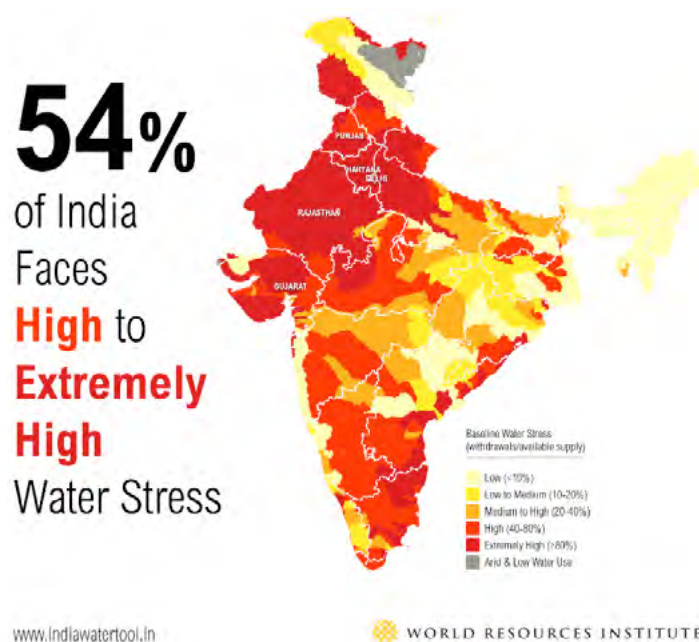 54%
of India
Faces
High to
Extremely
High
Water Stress
PUNJAB
HARYANA
DELHI
RAJASTHAN
GUJARAT
Baseline Water Stress
(withdrawals/available supply)
Low (<10%)
Low to Medium (10-20%)
Medium to High (20-40%)
High (40-80%)
Extremely High (>80%)
Arid & Low Water Use
www.indiawatertool.in
WORLD RESOURCES INSTITUTE